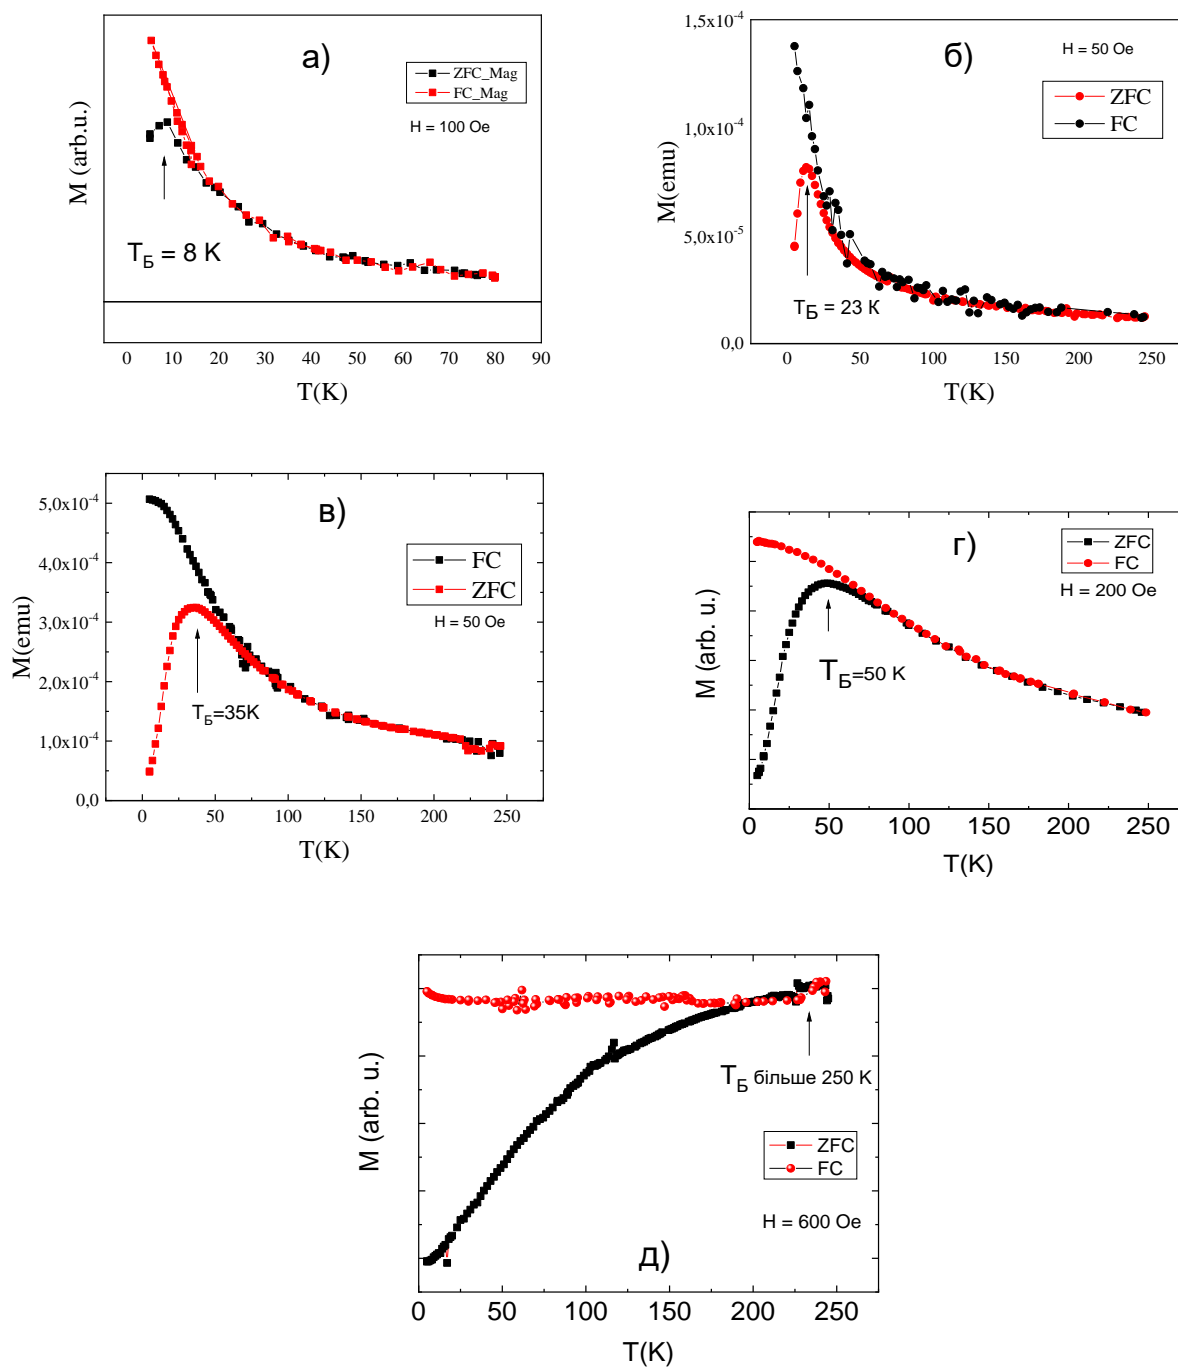 а)
ZFC_Mag
FC_Mag
H = 100 Oe
M (arb.u.)
T_Б = 8 K
0 10 20 30 40 50 60 70 80 90
T(K)
б)
H = 50 Oe
ZFC
FC
1,5x10⁻⁴
1,0x10⁻⁴
5,0x10⁻⁵
0,0
M(emu)
T_Б = 23 K
0 50 100 150 200 250
T(K)
в)
FC
ZFC
H = 50 Oe
5,0x10⁻⁴
4,0x10⁻⁴
3,0x10⁻⁴
2,0x10⁻⁴
1,0x10⁻⁴
0,0
M(emu)
T_Б=35K
0 50 100 150 200 250
T(K)
г)
ZFC
FC
H = 200 Oe
M (arb. u.)
T_Б=50 K
0 50 100 150 200 250
T(K)
M (arb. u.)
T_Б більше 250 K
ZFC
FC
H = 600 Oe
д)
0 50 100 150 200 250
T(K)